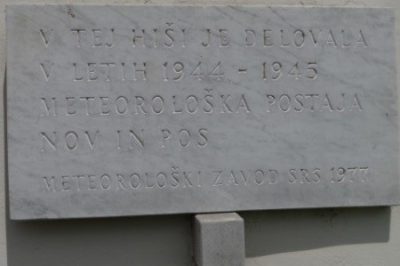 V TEJ HIŠI JE DELOVALA
V LETIH 1944 - 1945
METEOROLOŠKA POSTAJA
NOV IN POS
METEOROLOŠKI ZAVOD SRS 1977